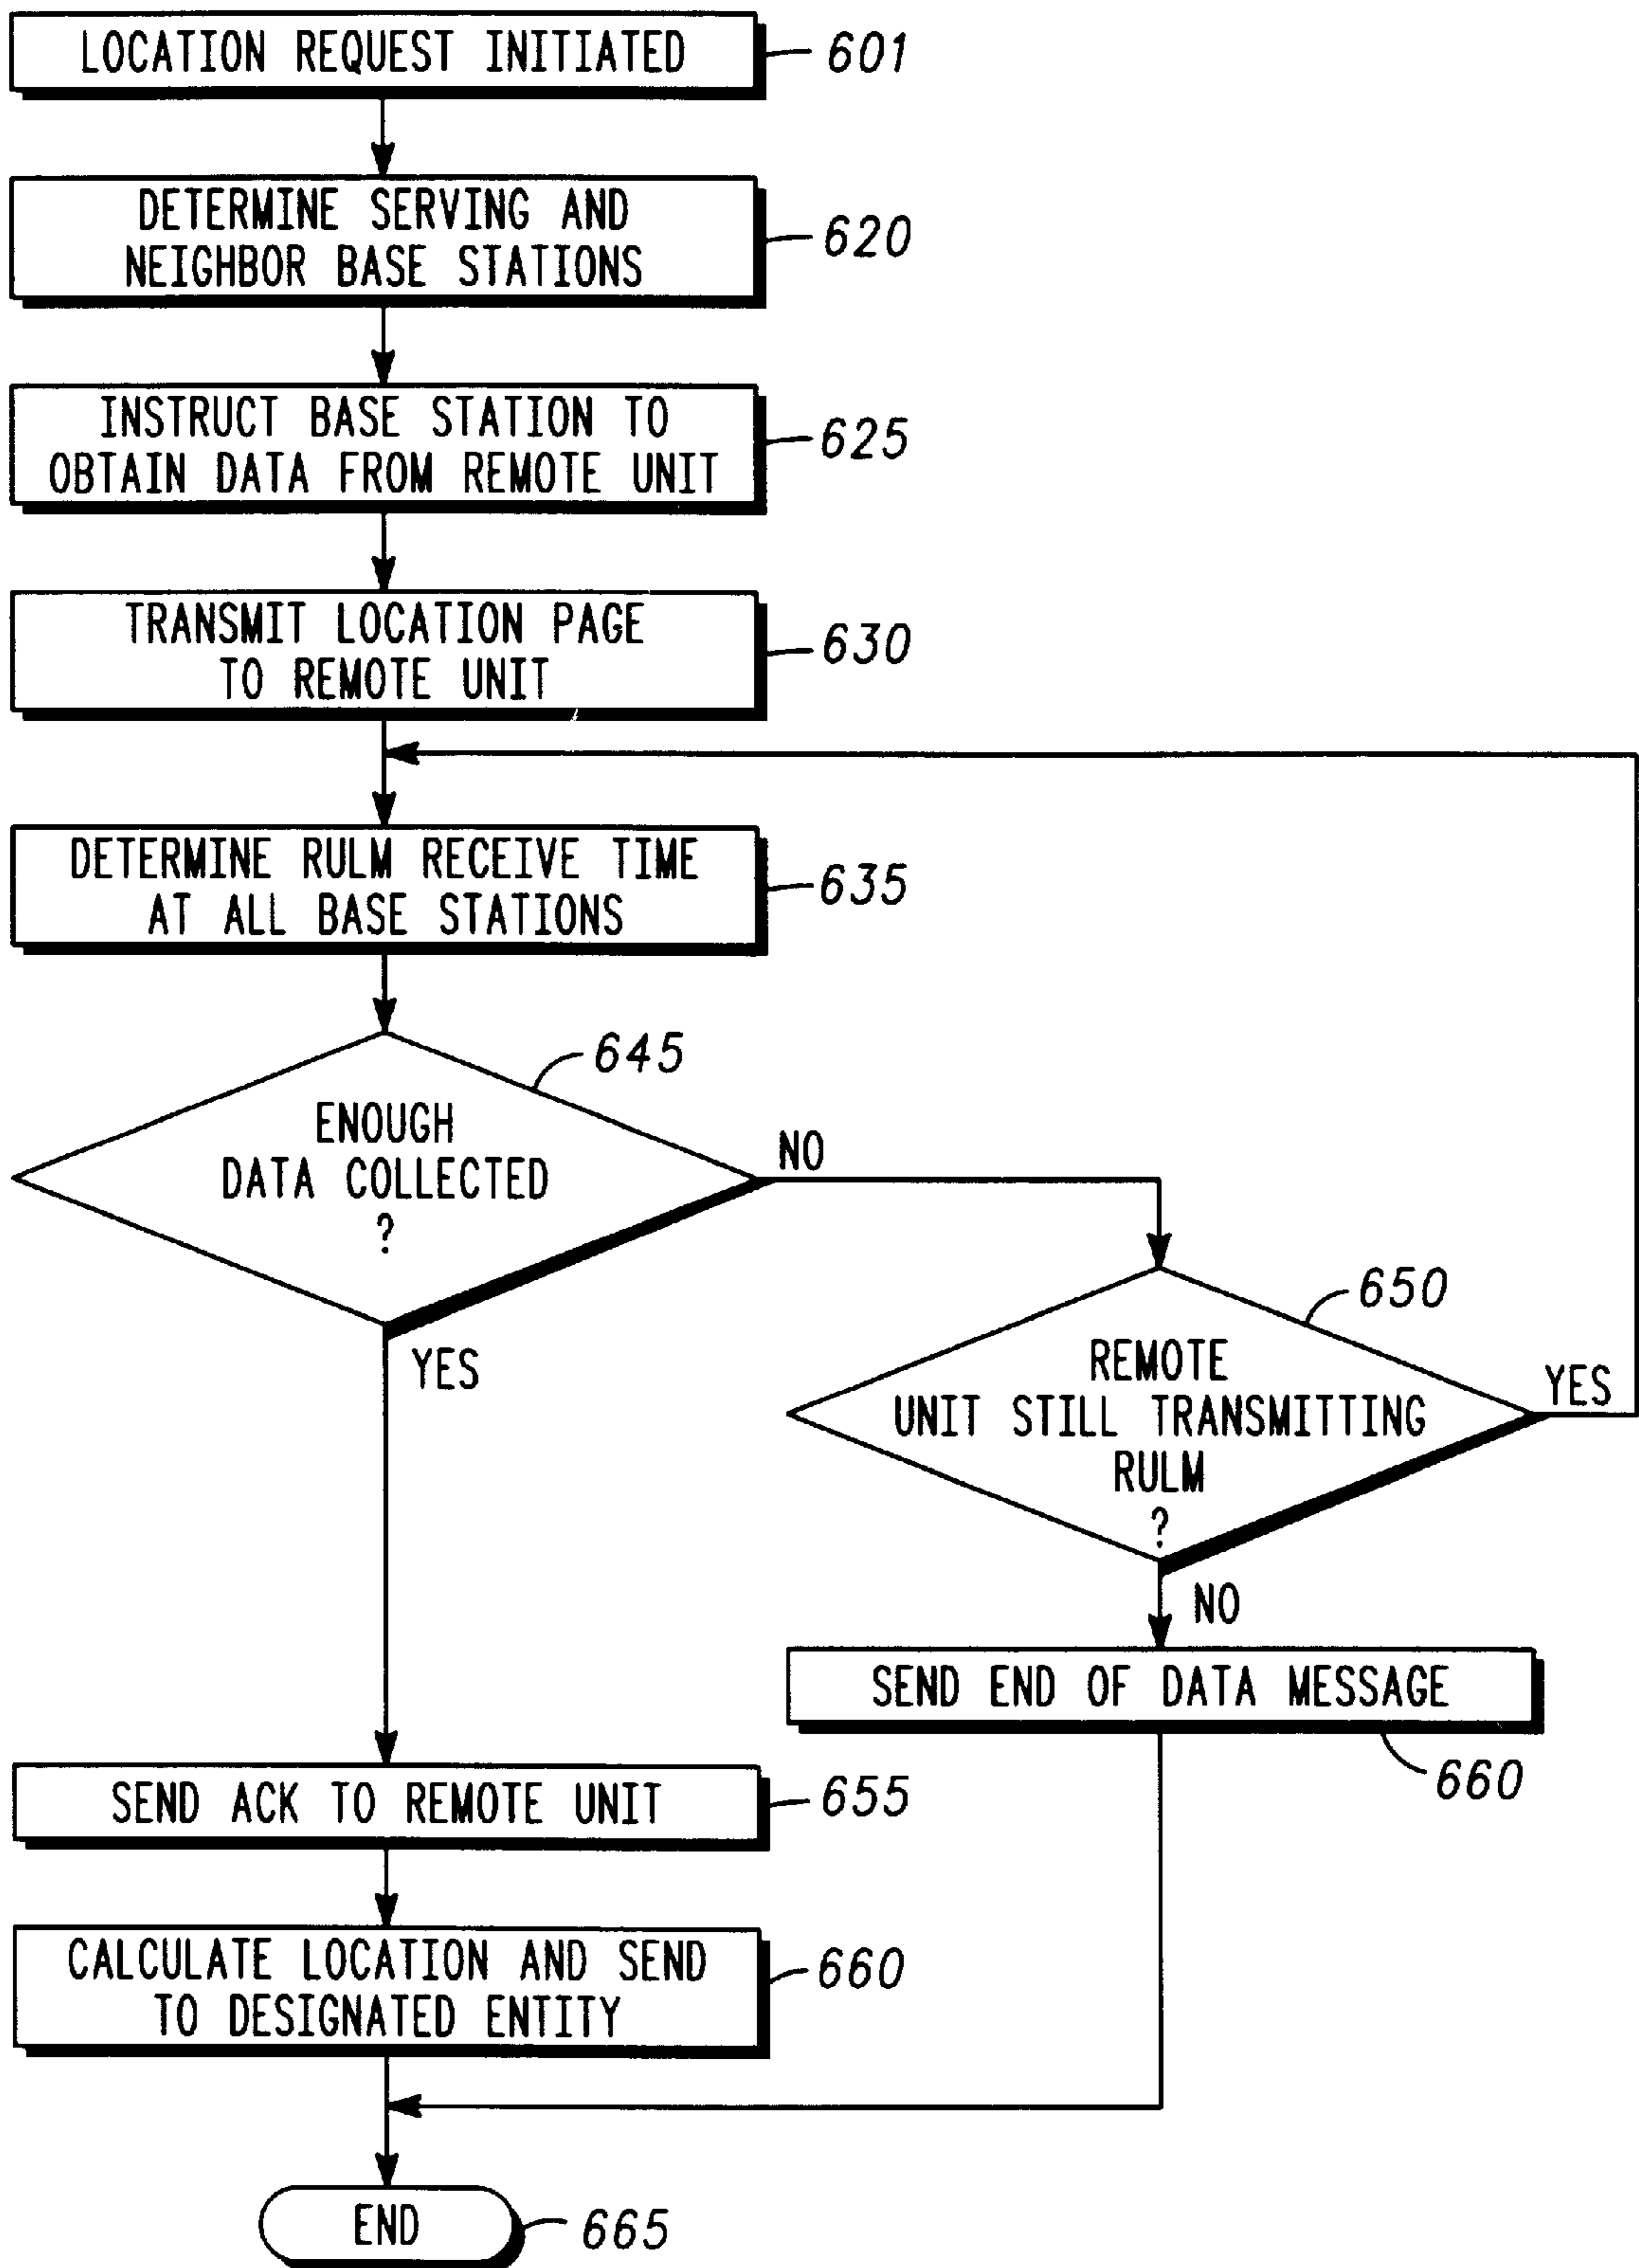 LOCATION REQUEST INITIATED
601
DETERMINE SERVING AND
NEIGHBOR BASE STATIONS
620
INSTRUCT BASE STATION TO
OBTAIN DATA FROM REMOTE UNIT
625
TRANSMIT LOCATION PAGE
TO REMOTE UNIT
630
DETERMINE RULM RECEIVE TIME
AT ALL BASE STATIONS
635
645
ENOUGH
DATA COLLECTED
?
NO
YES
650
REMOTE
UNIT STILL TRANSMITTING
RULM
?
YES
NO
SEND END OF DATA MESSAGE
660
SEND ACK TO REMOTE UNIT
655
CALCULATE LOCATION AND SEND
TO DESIGNATED ENTITY
660
END
665